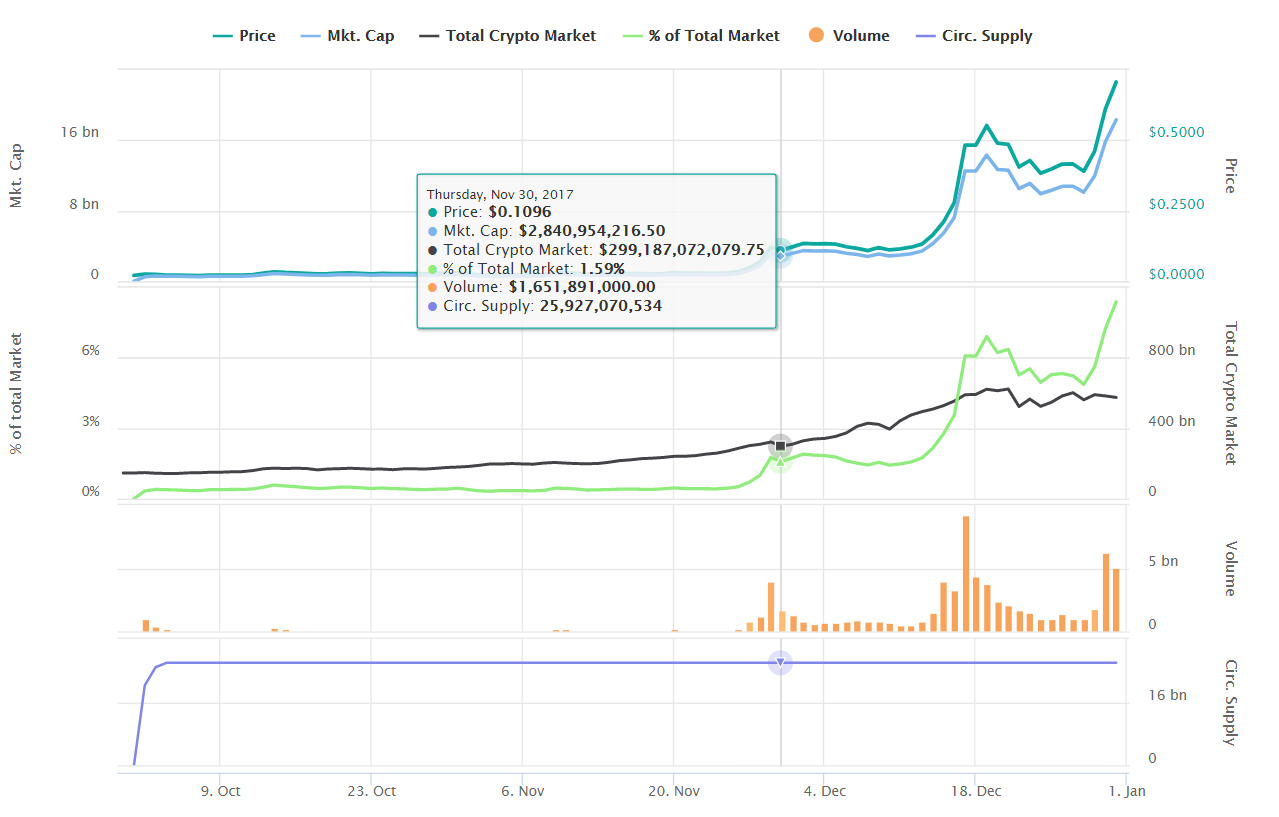 Price Mkt. Cap Total Crypto Market % of Total Market Volume Circ. Supply
Mkt. Cap
16 bn
8 bn
0
$0.5000
$0.2500
$0.0000
Price
Thursday, Nov 30, 2017
Price: $0.1096
Mkt. Cap: $2,840,954,216.50
Total Crypto Market: $299,187,072,079.75
% of Total Market: 1.59%
Volume: $1,651,891,000.00
Circ. Supply: 25,927,070,534
% of total Market
6%
3%
0%
800 bn
400 bn
0
Total Crypto Market
5 bn
0
Volume
16 bn
0
Circ. Supply
9. Oct 23. Oct 6. Nov 20. Nov 4. Dec 18. Dec 1. Jan